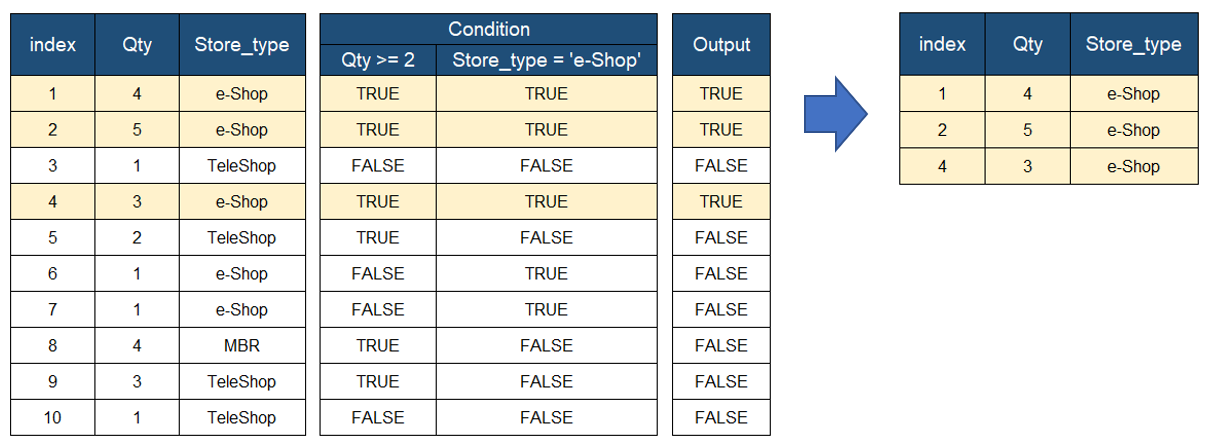 Condition
index Qty Store_type Output index Qty Store_type
Qty >= 2 Store_type = 'e-Shop'
1 4 e-Shop TRUE TRUE TRUE 1 4 e-Shop
2 5 e-Shop TRUE TRUE TRUE 2 5 e-Shop
3 1 TeleShop FALSE FALSE FALSE 4 3 e-Shop
4 3 e-Shop TRUE TRUE TRUE
5 2 TeleShop TRUE FALSE FALSE
6 1 e-Shop FALSE TRUE FALSE
7 1 e-Shop FALSE TRUE FALSE
8 4 MBR TRUE FALSE FALSE
9 3 TeleShop TRUE FALSE FALSE
10 1 TeleShop FALSE FALSE FALSE